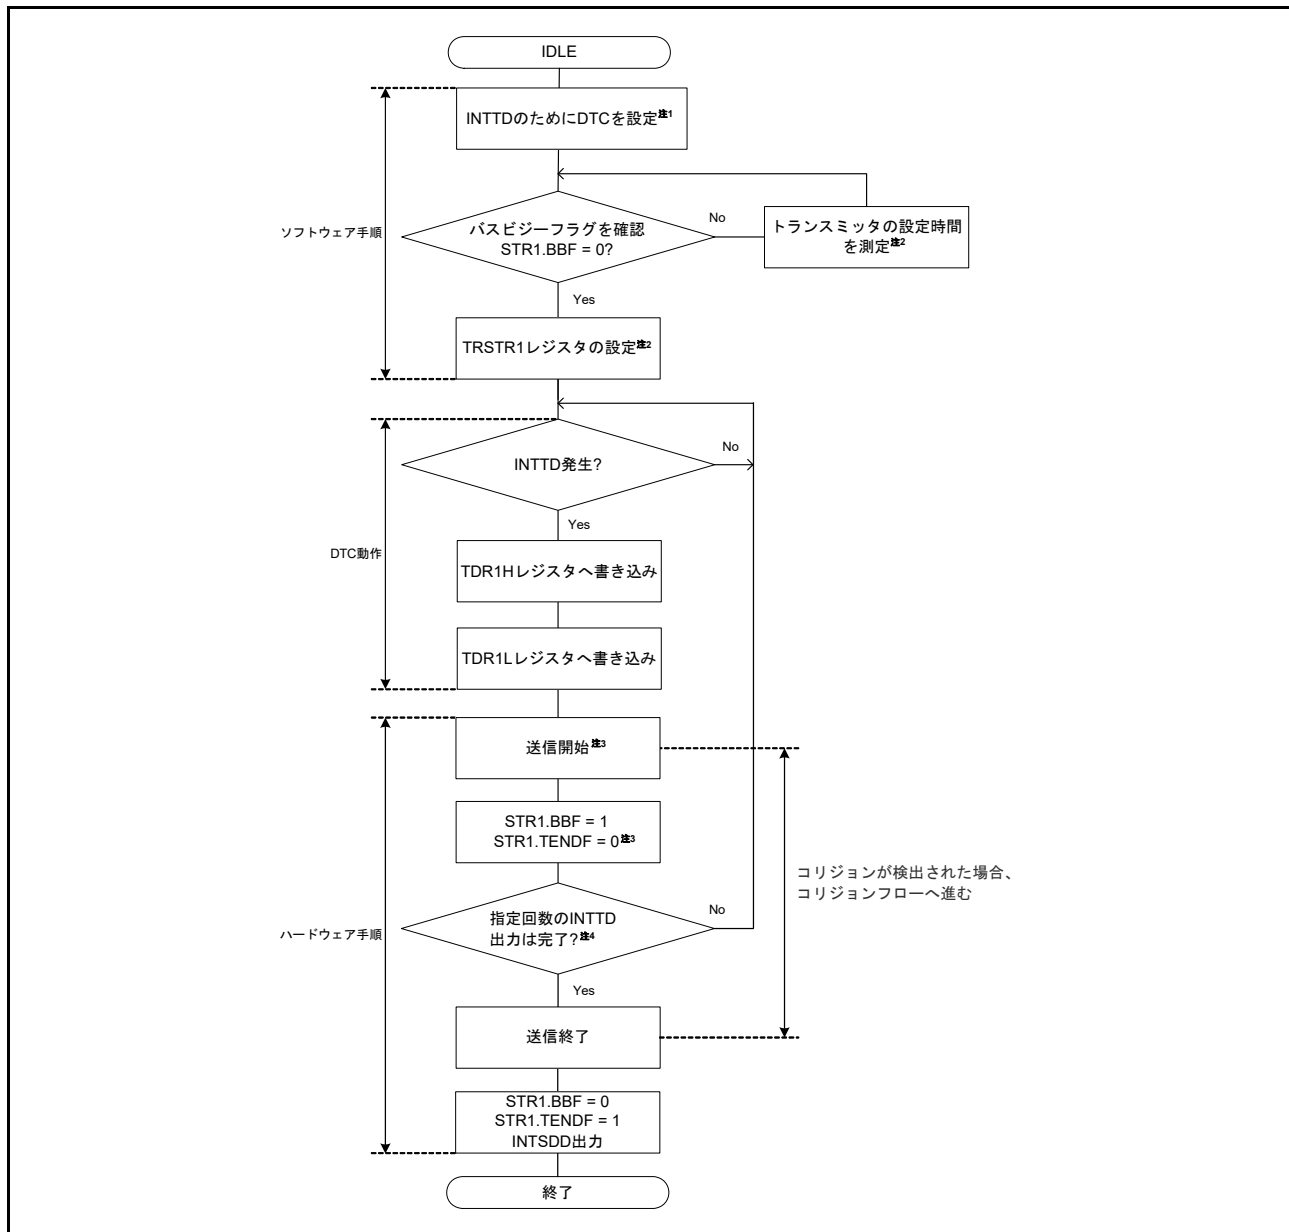 IDLE
INTTDのためにDTCを設定注1
ソフトウェア手順
バスビジーフラグを確認
STR1.BBF = 0?
No
トランスミッタの設定時間
を測定注2
Yes
TRSTR1レジスタの設定注2
DTC動作
INTTD発生?
No
Yes
TDR1Hレジスタへ書き込み
TDR1Lレジスタへ書き込み
ハードウェア手順
送信開始注3
STR1.BBF = 1
STR1.TENDF = 0注3
コリジョンが検出された場合、
コリジョンフローへ進む
指定回数のINTTD
出力は完了?注4
No
Yes
送信終了
STR1.BBF = 0
STR1.TENDF = 1
INTSDD出力
終了